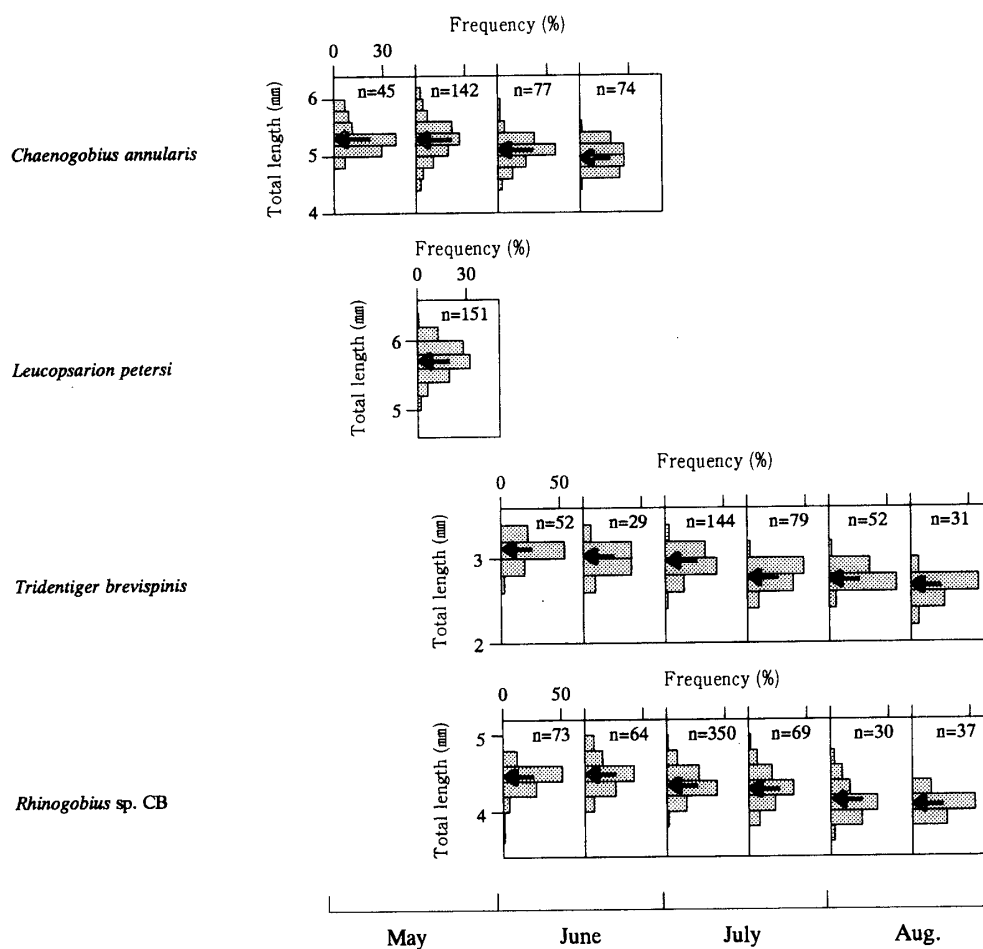 Frequency (%)
0 30
n=45 n=142 n=77 n=74
Chaenogobius annularis
Total length (mm)
6
5
4
Frequency (%)
0 30
n=151
Leucopsarion petersi
Total length (mm)
6
5
Frequency (%)
0 50
n=52 n=29 n=144 n=79 n=52 n=31
Tridentiger brevispinis
Total length (mm)
3
2
Frequency (%)
0 50
n=73 n=64 n=350 n=69 n=30 n=37
Rhinogobius sp. CB
Total length (mm)
5
4
May June July Aug.